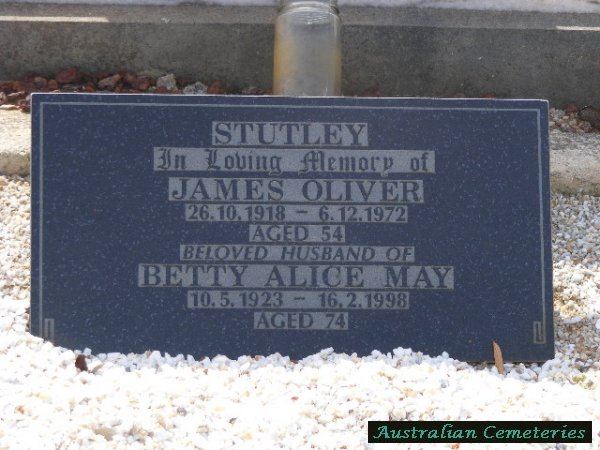 STUTLEY
In Loving Memory of
JAMES OLIVER
26.10.1918 – 6.12.1972
AGED 54
BELOVED HUSBAND OF
BETTY ALICE MAY
10.5.1923 – 16.2.1998
AGED 74
Australian Cemeteries